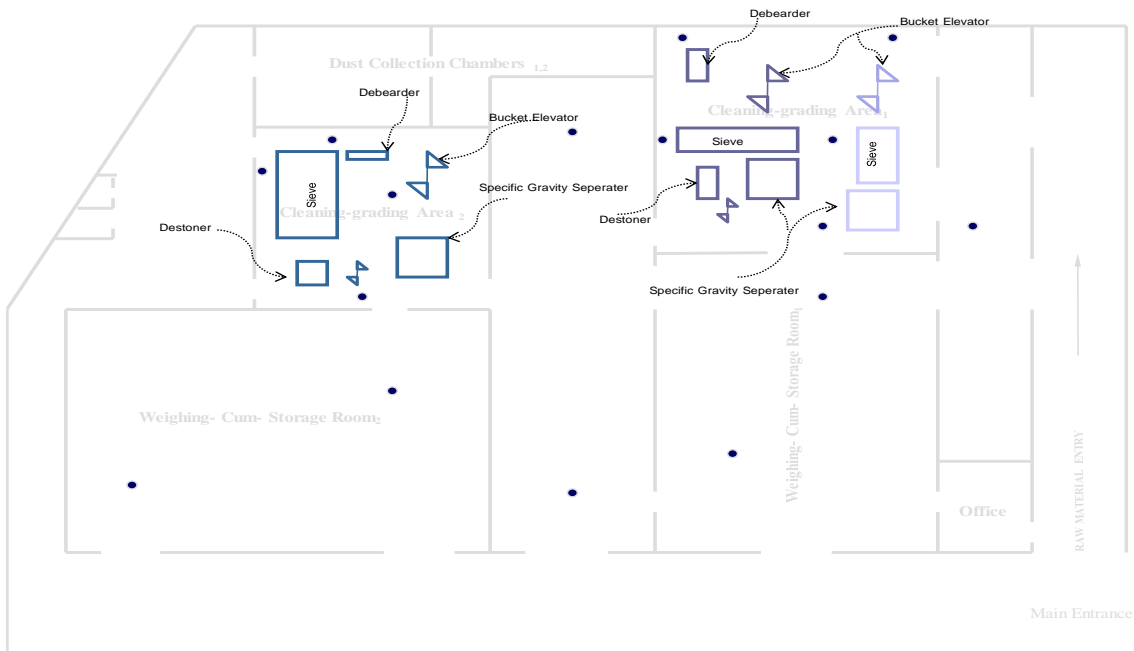 Debearder
Bucket Elevator
Dust Collection Chambers 1,2
Debearder
Cleaning-grading Area1
Bucket Elevator
Sieve
Sieve
Sieve
Specific Gravity Seperater
Cleaning-grading Area 2
Destoner
Destoner
Specific Gravity Seperater
Weighing- Cum- Storage Room1
Weighing- Cum- Storage Room2
RAW MATERIAL ENTRY
Office
Main Entrance